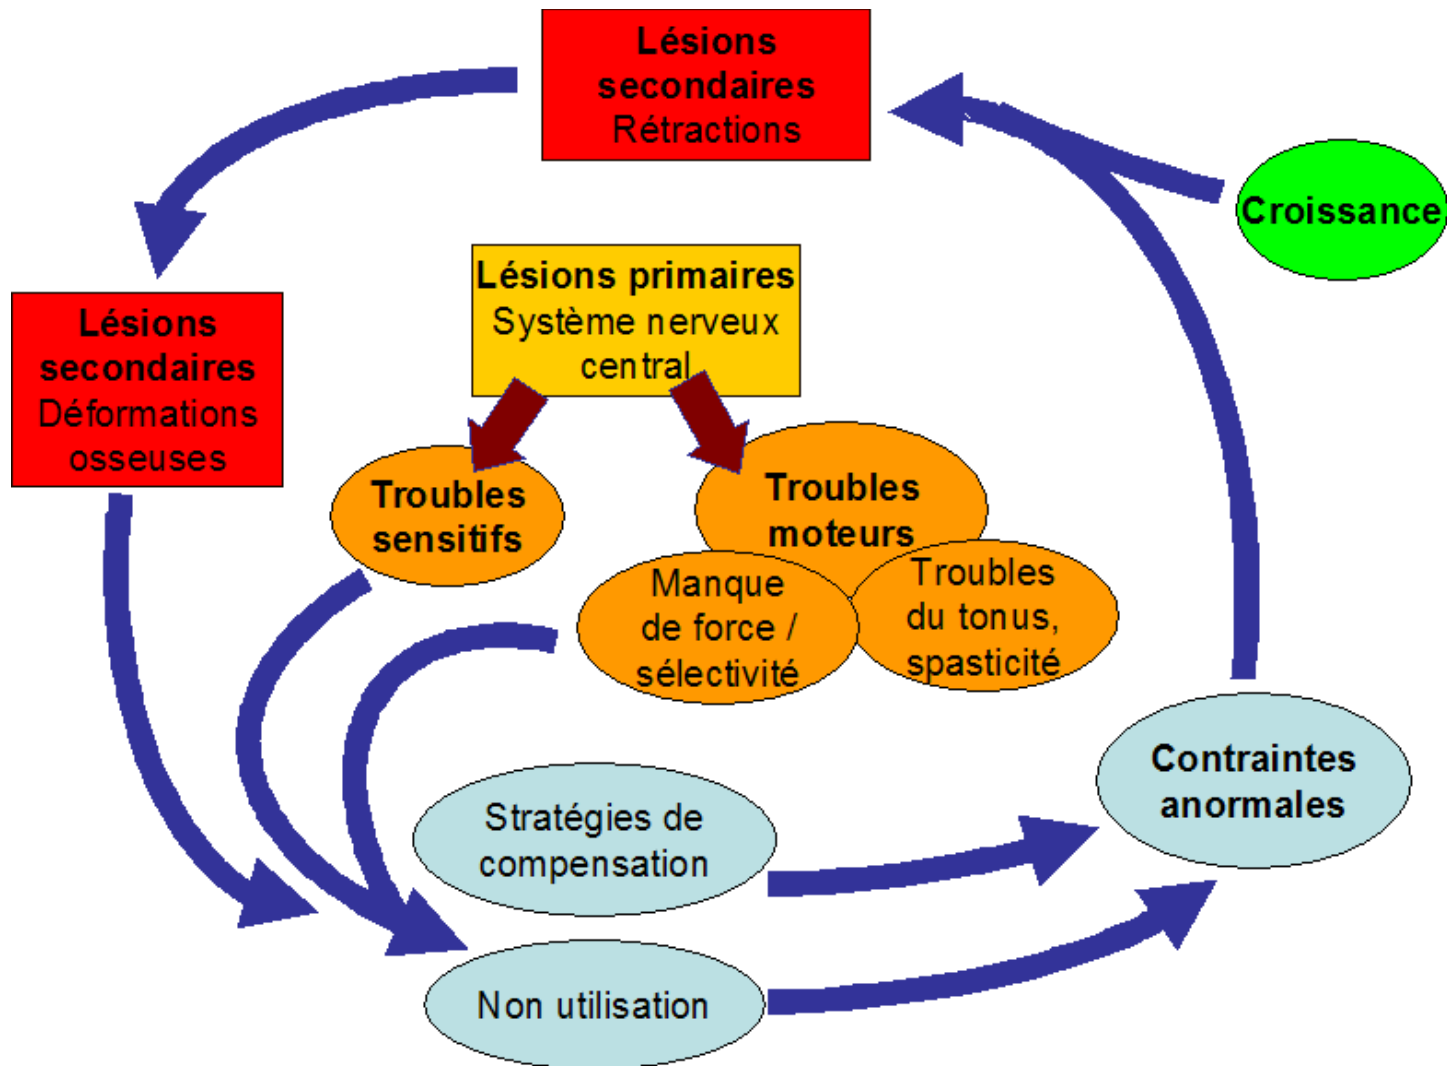 Lésions
secondaires
Rétractions
Croissance
Lésions primaires
Système nerveux
central
Lésions
secondaires
Déformations
osseuses
Troubles
sensitifs
Troubles
moteurs
Manque
de force /
sélectivité
Troubles
du tonus,
spasticité
Contraintes
anormales
Stratégies de
compensation
Non utilisation